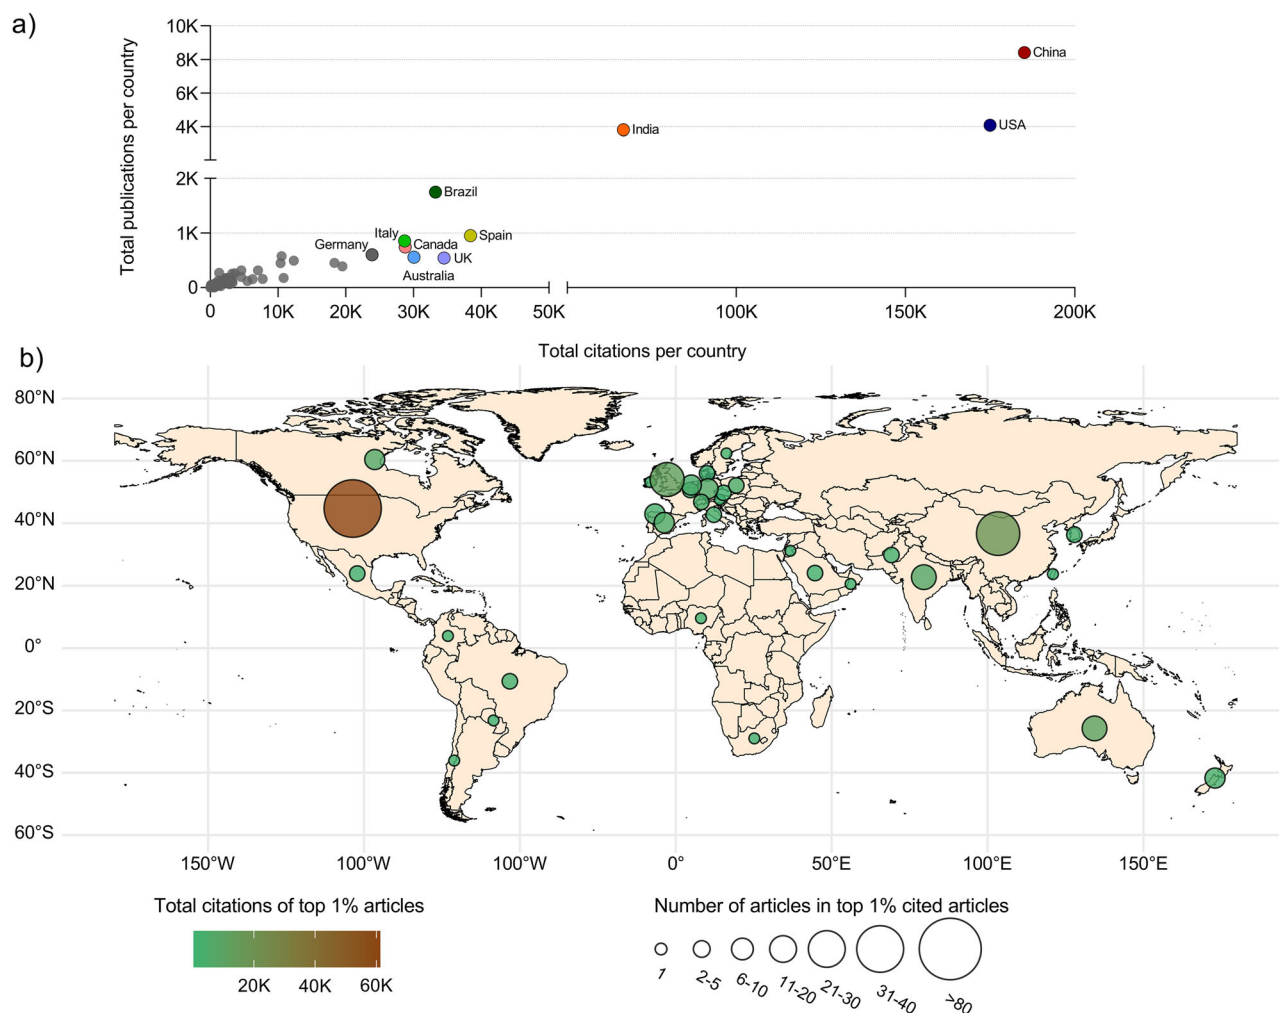 a)
Total publications per country
10K
8K
6K
4K
2K
1K
0
China
USA
India
Brazil
Italy
Spain
Germany
Canada
UK
Australia
0
10K
20K
30K
40K
50K
100K
150K
200K
Total citations per country
b)
80°N
60°N
40°N
20°N
0°
20°S
40°S
60°S
150°W
100°W
100°W
0°
50°E
100°E
150°E
Total citations of top 1% articles
20K
40K
60K
Number of articles in top 1% cited articles
1
2-5
6-10
11-20
21-30
31-40
>80